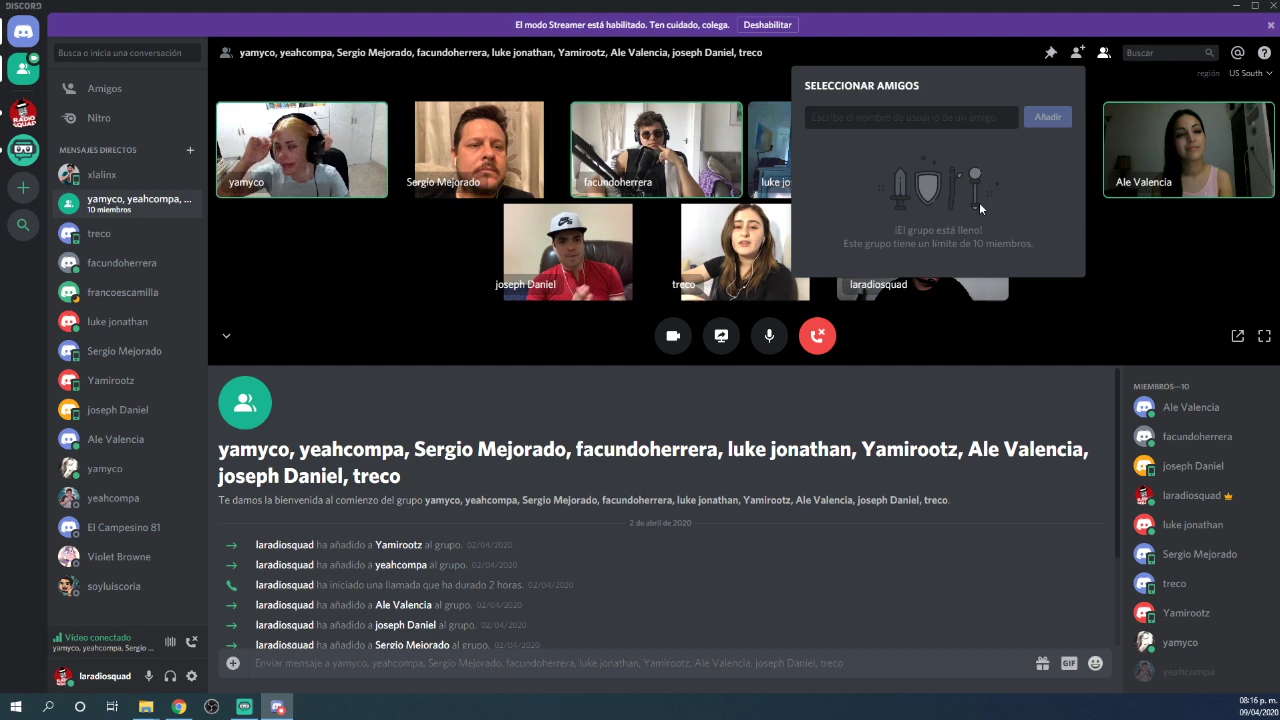 DISCORD
El modo Streamer está habilitado. Ten cuidado, colega. Deshabilitar
Busca o inicia una conversación
yamyco, yeahcompa, Sergio Mejorado, facundoherrera, luke jonathan, Yamirootz, Ale Valencia, joseph Daniel, treco
Buscar
región US South
Amigos
Nitro
MENSAJES DIRECTOS
xlalinx
yamyco, yeahcompa, ...
10 miembros
treco
facundoherrera
francoescamilla
luke jonathan
Sergio Mejorado
Yamirootz
joseph Daniel
Ale Valencia
yamyco
yeahcompa
El Campesino 81
Violet Browne
soyluiscoria
Vídeo conectado
yamyco, yeahcompa, Sergio ...
laradiosquad
RADIO
SQUAD
yamyco
Sergio Mejorado
facundoherrera
luke jo
Ale Valencia
joseph Daniel
treco
laradiosquad
SELECCIONAR AMIGOS
Escribe el nombre de usuario de un amigo
Añadir
¡El grupo está lleno!
Este grupo tiene un límite de 10 miembros.
yamyco, yeahcompa, Sergio Mejorado, facundoherrera, luke jonathan, Yamirootz, Ale Valencia,
joseph Daniel, treco
Te damos la bienvenida al comienzo del grupo yamyco, yeahcompa, Sergio Mejorado, facundoherrera, luke jonathan, Yamirootz, Ale Valencia, joseph Daniel, treco.
2 de abril de 2020
laradiosquad ha añadido a Yamirootz al grupo. 02/04/2020
laradiosquad ha añadido a yeahcompa al grupo. 02/04/2020
laradiosquad ha iniciado una llamada que ha durado 2 horas. 02/04/2020
laradiosquad ha añadido a Ale Valencia al grupo. 02/04/2020
laradiosquad ha añadido a joseph Daniel al grupo. 02/04/2020
laradiosquad ha añadido a Sergio Mejorado al grupo. 02/04/2020
Enviar mensaje a yamyco, yeahcompa, Sergio Mejorado, facundoherrera, luke jonathan, Yamirootz, Ale Valencia, joseph Daniel, treco
GIF
MIEMBROS—10
Ale Valencia
facundoherrera
joseph Daniel
laradiosquad
luke jonathan
Sergio Mejorado
treco
Yamirootz
yamyco
yeahcompa
08:16 p. m.
09/04/2020